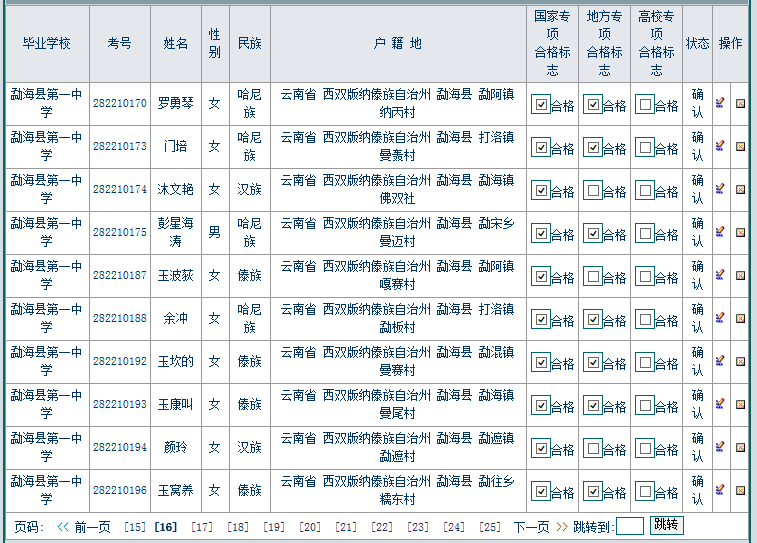 毕业学校 考号 姓名 性别 民族 户 籍 地 国家专项合格标志 地方专项合格标志 高校专项合格标志 状态 操作
勐海县第一中学 282210170 罗勇琴 女 哈尼族 云南省 西双版纳傣族自治州 勐海县 勐阿镇 纳丙村 合格 合格 合格 确认
勐海县第一中学 282210173 门培 女 哈尼族 云南省 西双版纳傣族自治州 勐海县 打洛镇 曼轰村 合格 合格 合格 确认
勐海县第一中学 282210174 沐文艳 女 汉族 云南省 西双版纳傣族自治州 勐海县 勐海镇 佛双社 合格 合格 合格 确认
勐海县第一中学 282210175 彭星海涛 男 哈尼族 云南省 西双版纳傣族自治州 勐海县 勐宋乡 曼迈村 合格 合格 合格 确认
勐海县第一中学 282210187 玉波荻 女 傣族 云南省 西双版纳傣族自治州 勐海县 勐阿镇 嘎赛村 合格 合格 合格 确认
勐海县第一中学 282210188 余冲 女 哈尼族 云南省 西双版纳傣族自治州 勐海县 打洛镇 勐板村 合格 合格 合格 确认
勐海县第一中学 282210192 玉坎的 女 傣族 云南省 西双版纳傣族自治州 勐海县 勐混镇 曼赛村 合格 合格 合格 确认
勐海县第一中学 282210193 玉康叫 女 傣族 云南省 西双版纳傣族自治州 勐海县 勐海镇 曼尾村 合格 合格 合格 确认
勐海县第一中学 282210194 颜玲 女 汉族 云南省 西双版纳傣族自治州 勐海县 勐遮镇 勐遮村 合格 合格 合格 确认
勐海县第一中学 282210196 玉窝养 女 傣族 云南省 西双版纳傣族自治州 勐海县 勐往乡 糯东村 合格 合格 合格 确认
页码: << 前一页 [15] [16] [17] [18] [19] [20] [21] [22] [23] [24] [25] 下一页 >> 跳转到: 跳转